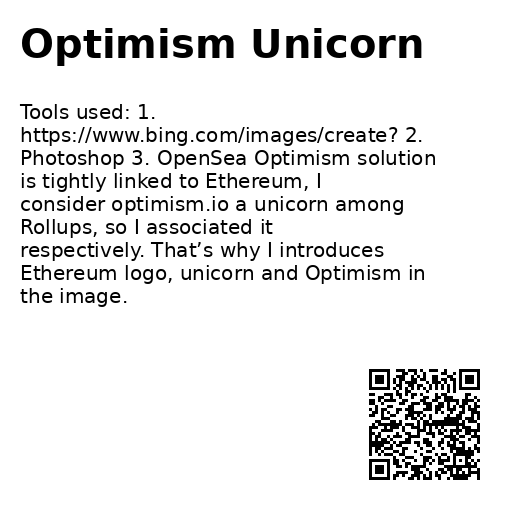 Optimism Unicorn
Tools used: 1.
https://www.bing.com/images/create? 2.
Photoshop 3. OpenSea Optimism solution
is tightly linked to Ethereum, I
consider optimism.io a unicorn among
Rollups, so I associated it
respectively. That’s why I introduces
Ethereum logo, unicorn and Optimism in
the image.